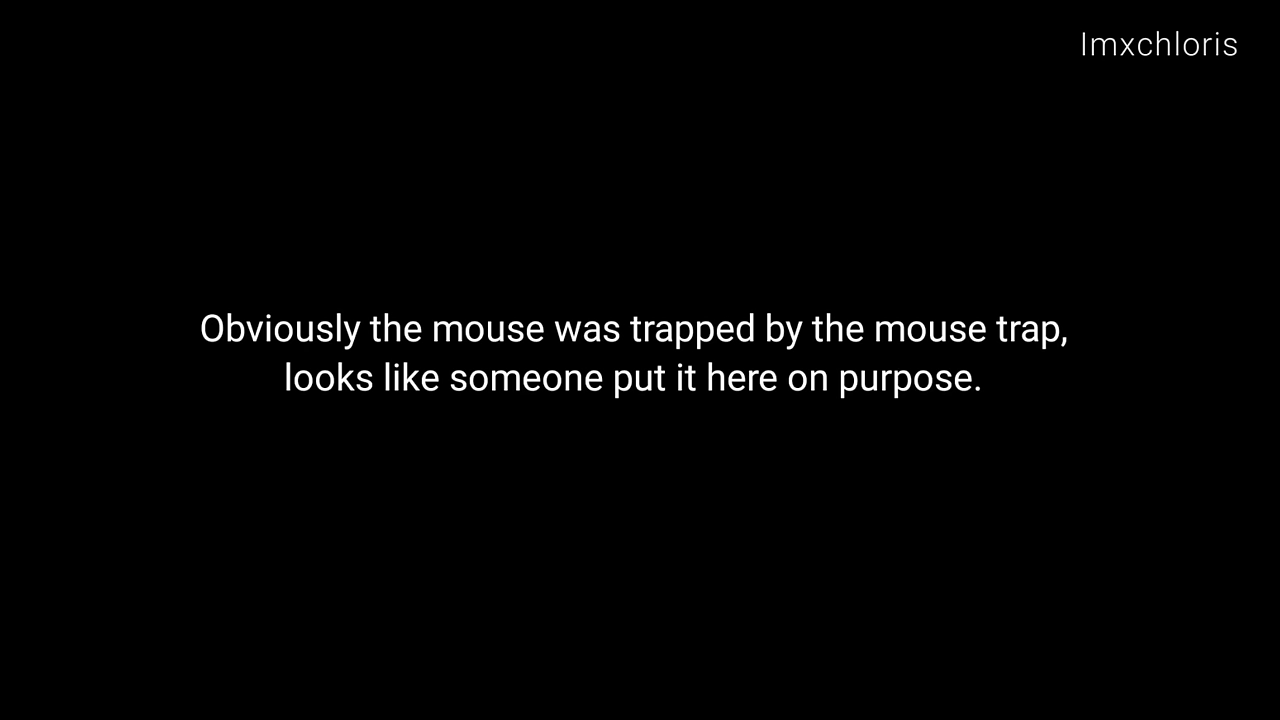 Imxchloris
Obviously the mouse was trapped by the mouse trap,
looks like someone put it here on purpose.